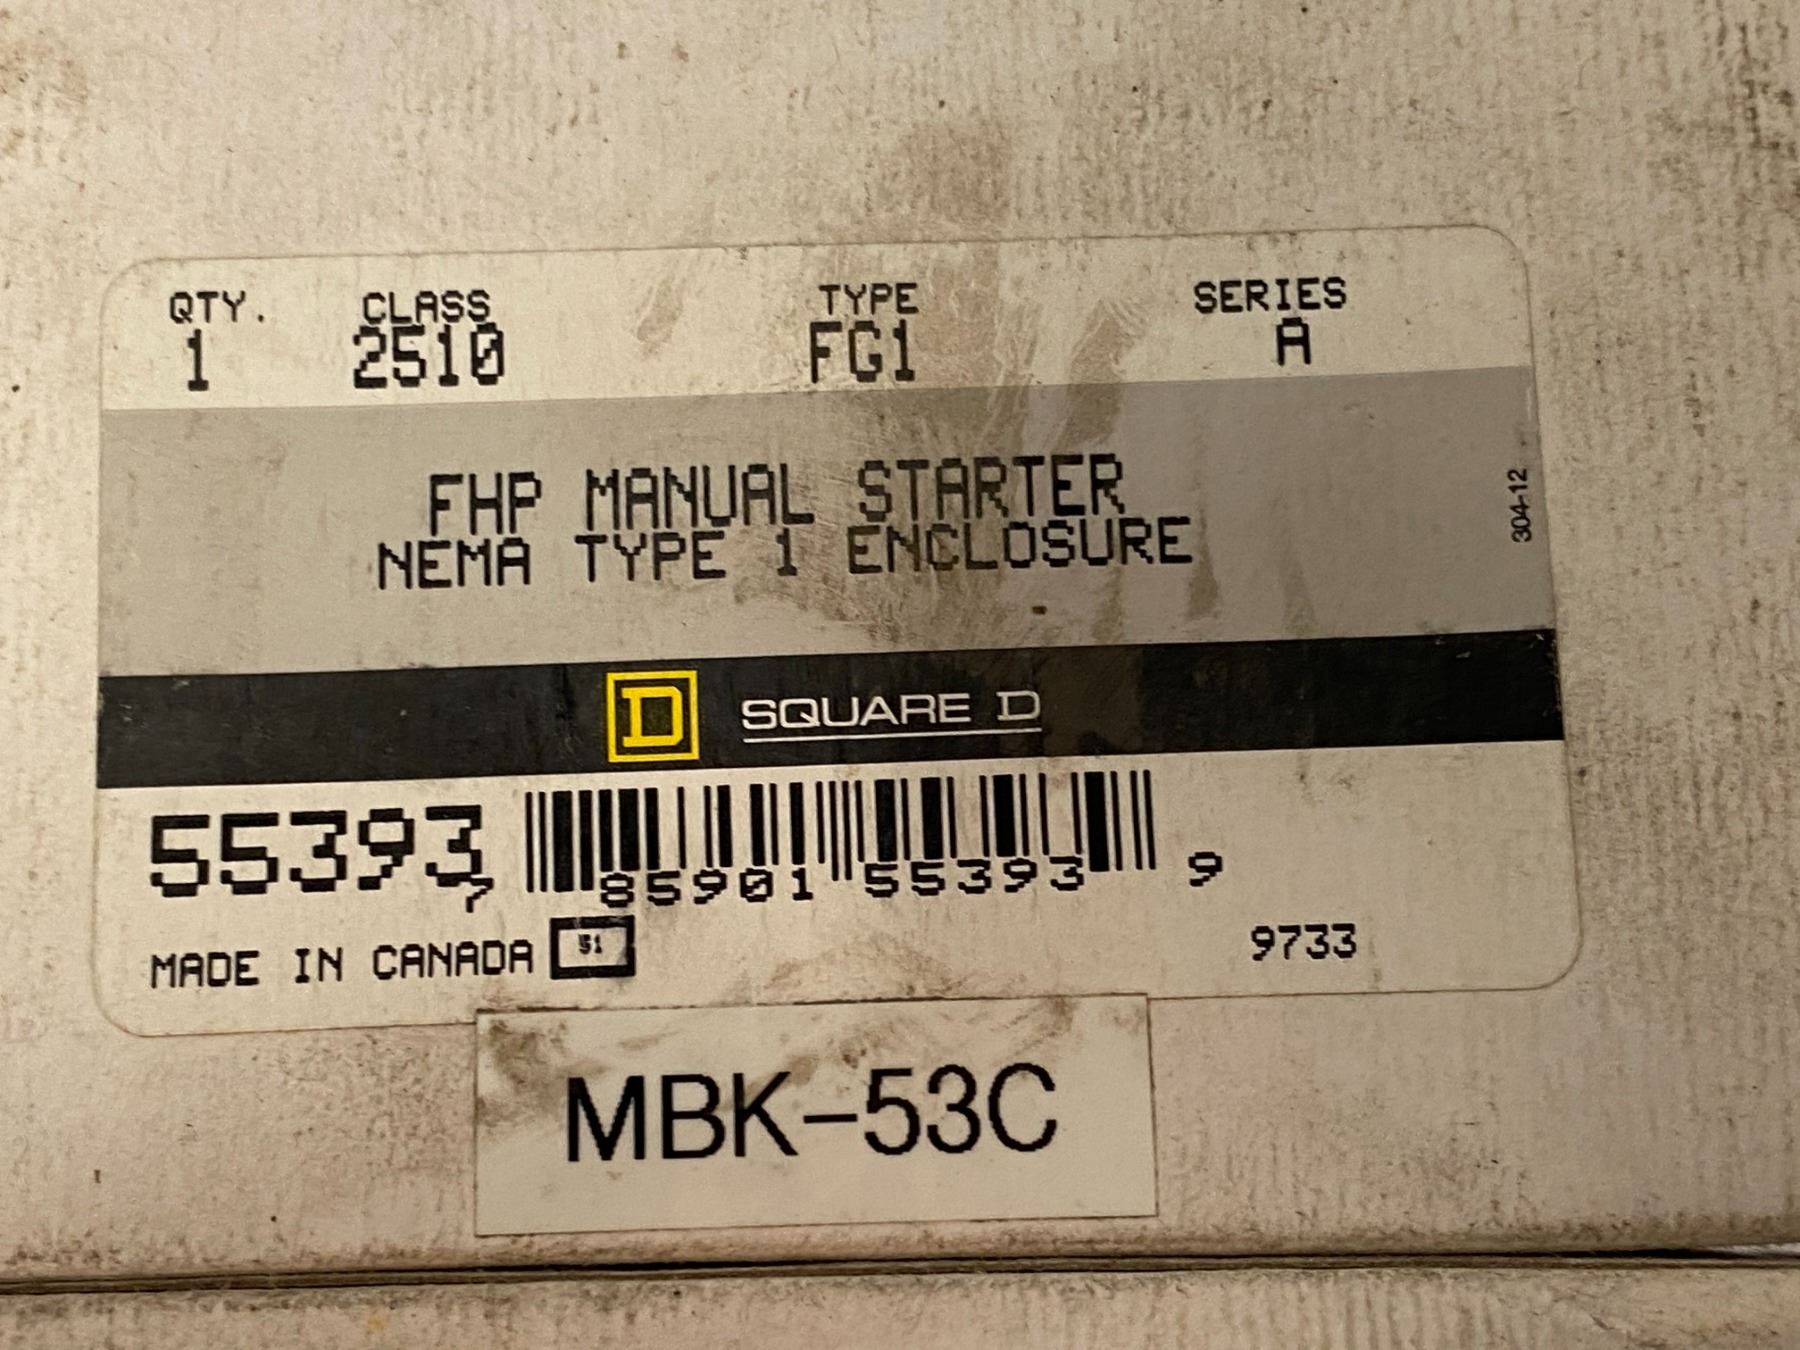 QTY. CLASS TYPE SERIES
1 2510 FG1 A
FHP MANUAL STARTER
NEMA TYPE 1 ENCLOSURE
304-12
D SQUARE D
55393
7 85901 55393 9
MADE IN CANADA 51 9733
MBK-53C